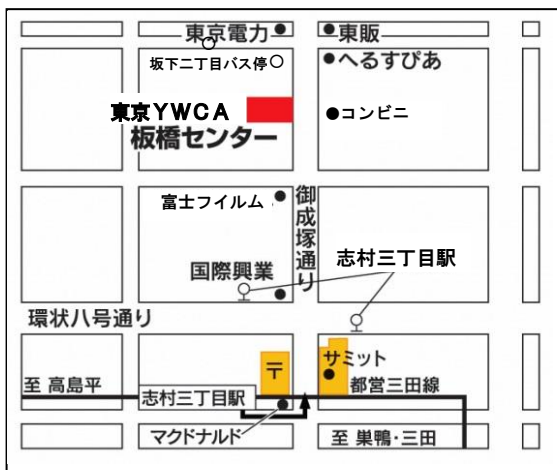 東京電力
東販
坂下二丁目バス停
へるすぴあ
東京YWCA
板橋センター
コンビニ
富士フイルム
御成塚通り
志村三丁目駅
国際興業
環状八号通り
〒
サミット
至 高島平
志村三丁目駅
都営三田線
マクドナルド
至 巣鴨・三田